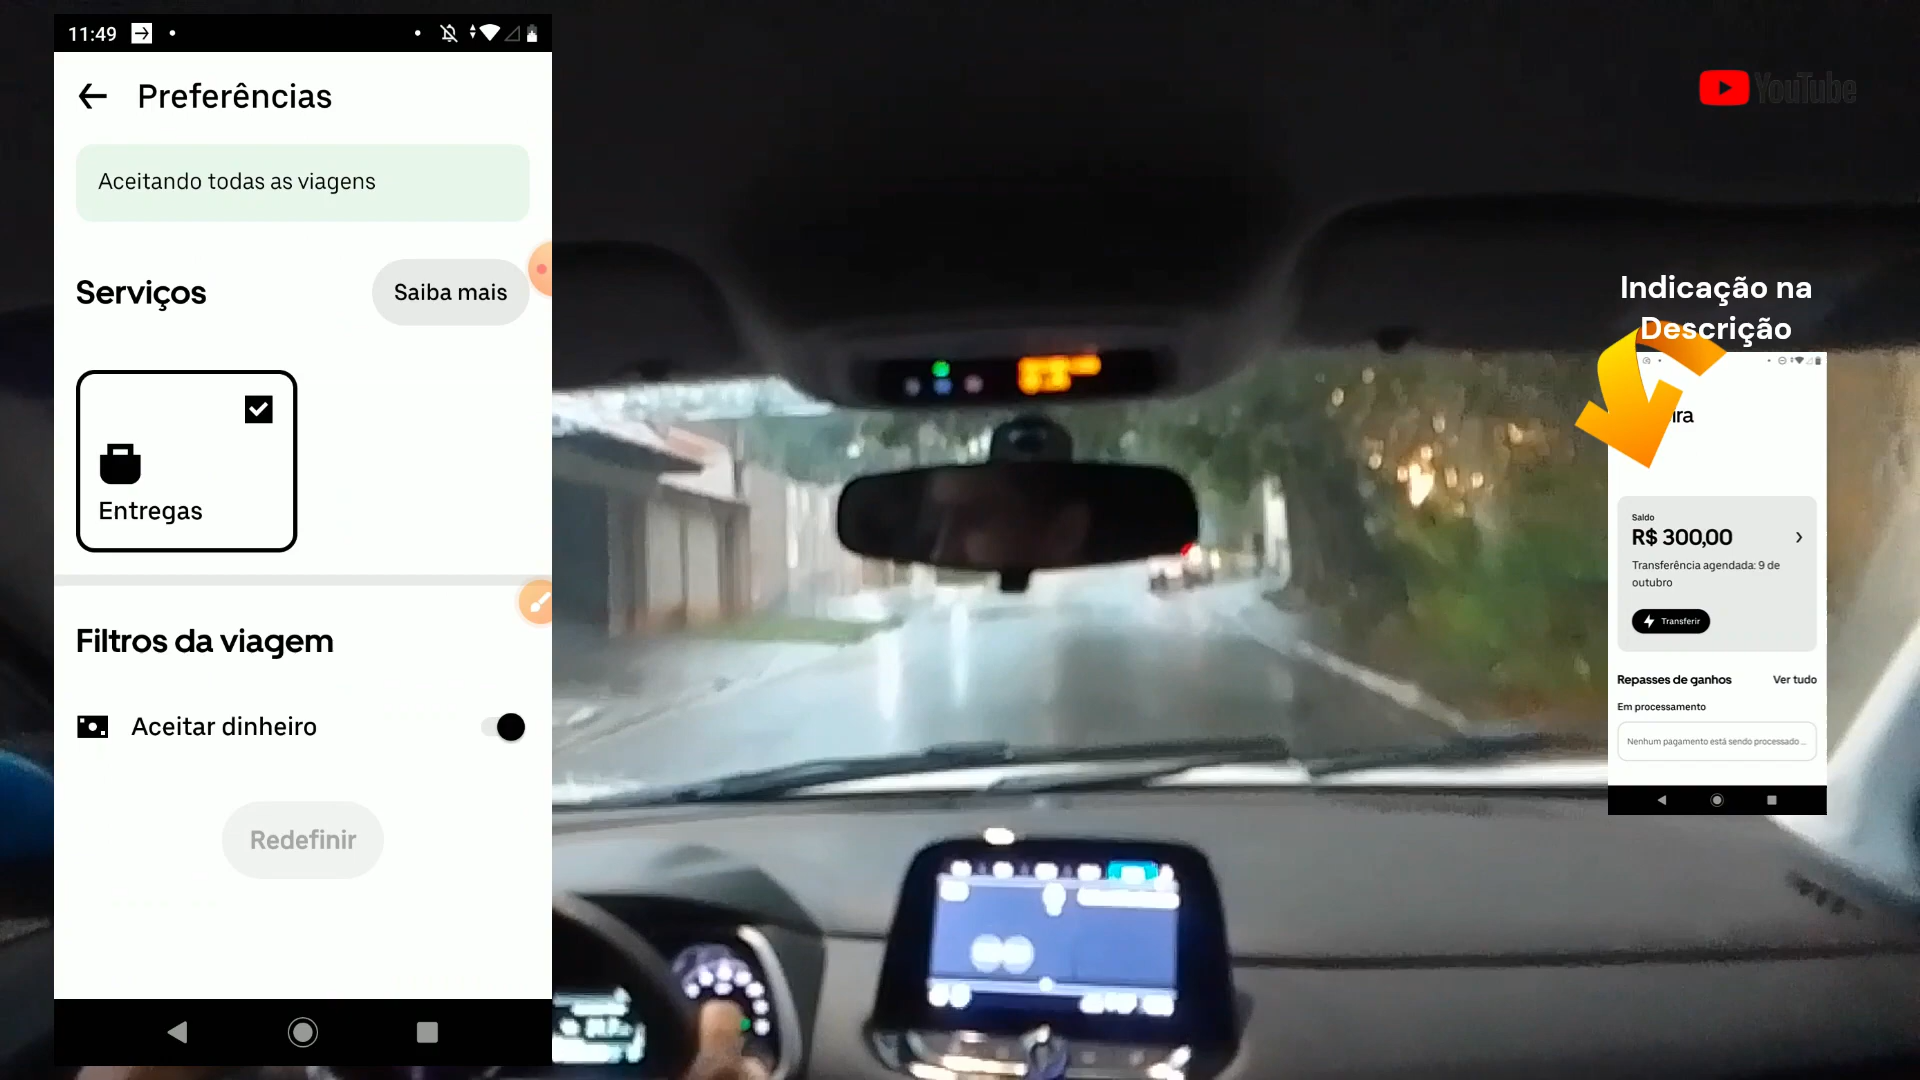 11:49
Preferências
Aceitando todas as viagens
Serviços
Saiba mais
Entregas
Filtros da viagem
Aceitar dinheiro
Redefinir
YouTube
Indicação na
Descrição
ira
Saldo
R$ 300,00
Transferência agendada: 9 de
outubro
Transferir
Repasses de ganhos
Ver tudo
Em processamento
Nenhum pagamento está sendo processado ...